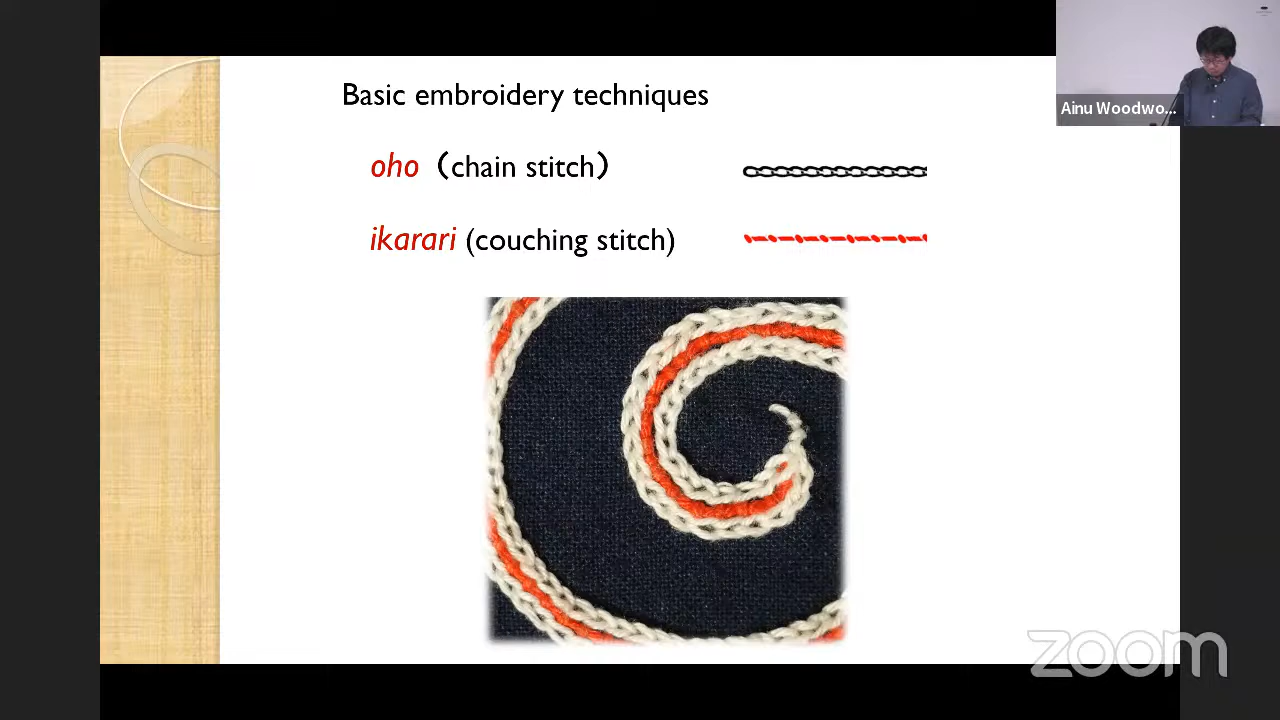 Basic embroidery techniques
oho（chain stitch）
ikarari (couching stitch)
Ainu Woodwo...
zoom